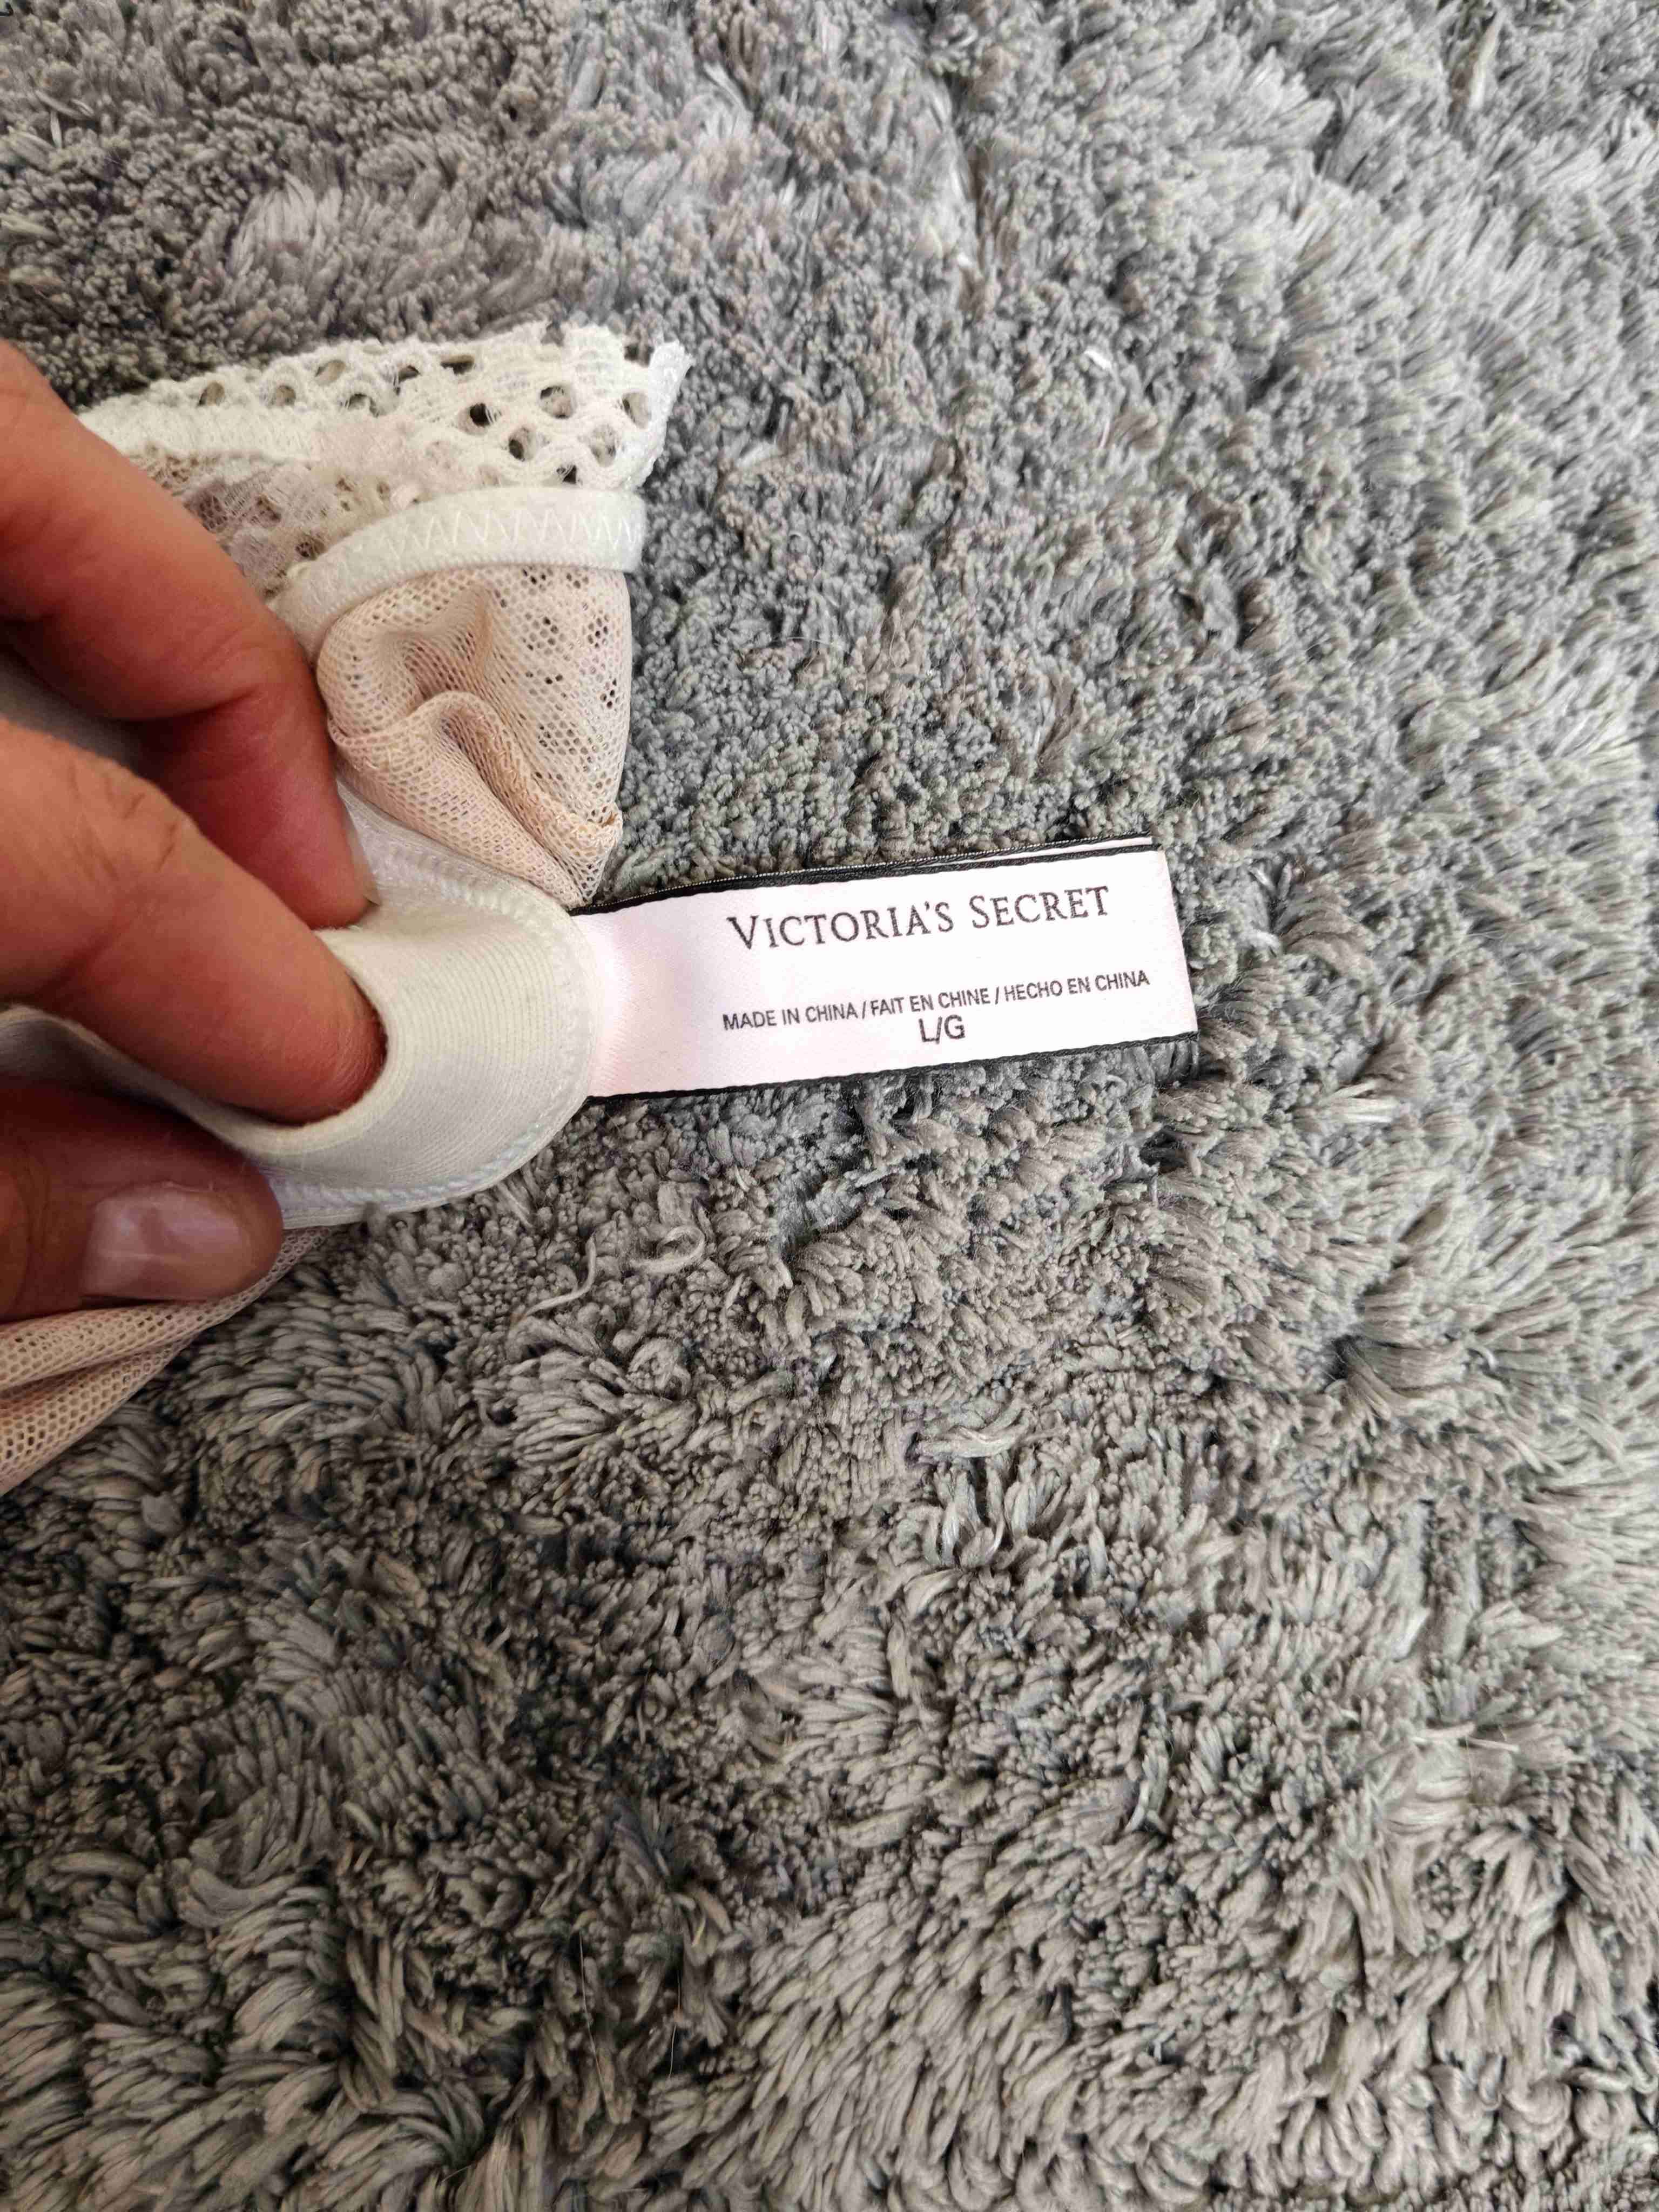 VICTORIA'S SECRET
MADE IN CHINA / FAIT EN CHINE / HECHO EN CHINA
L/G